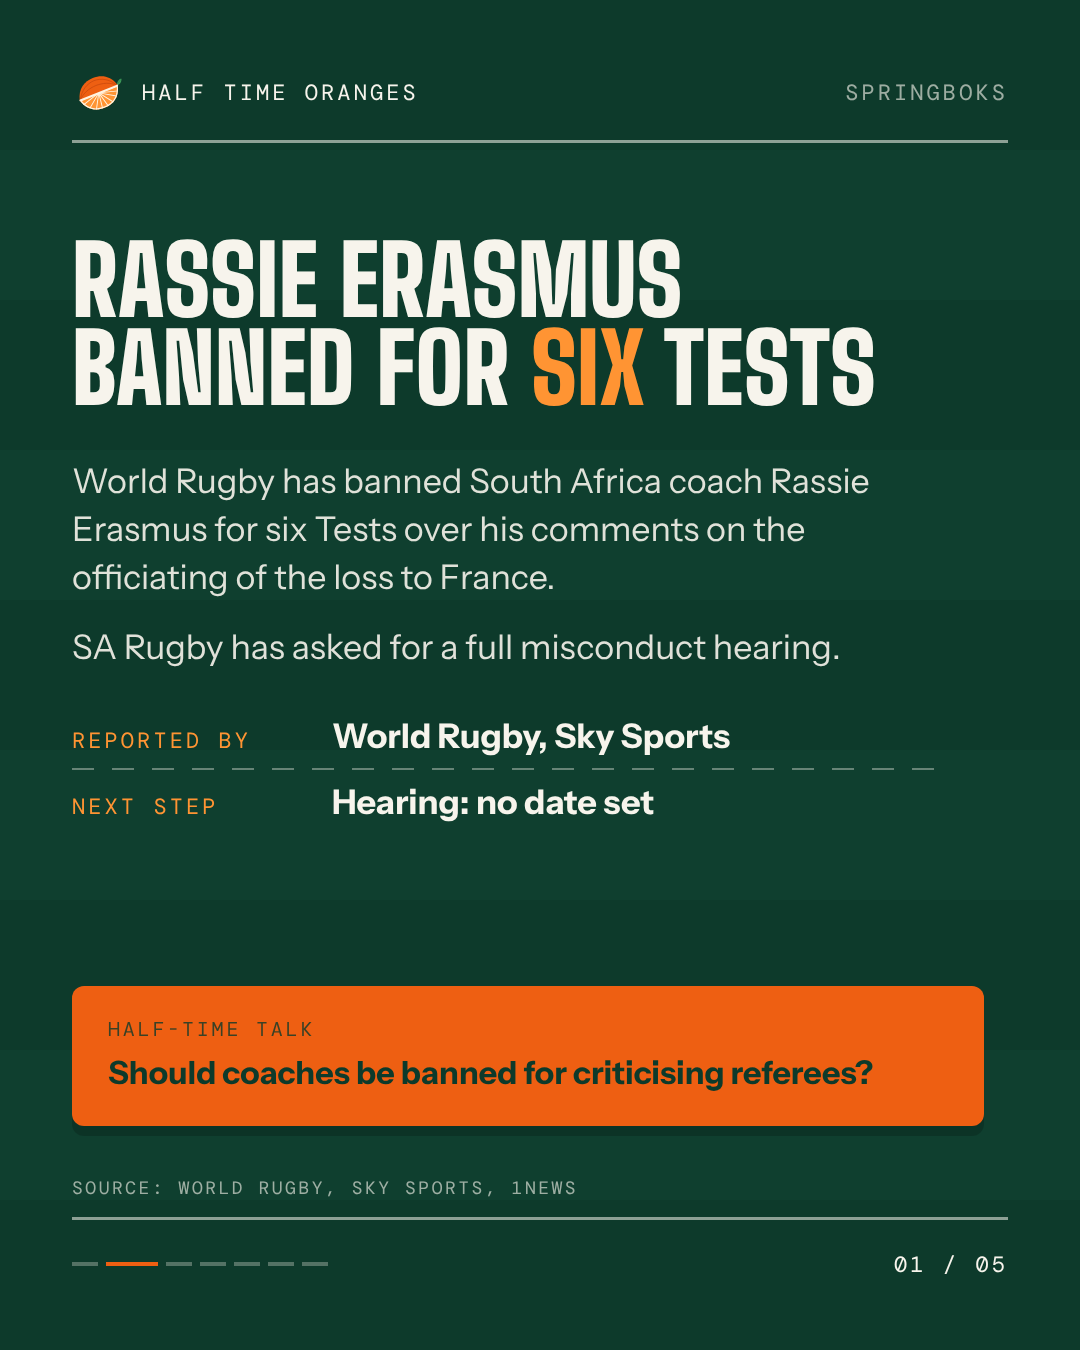 HALF TIME ORANGES
SPRINGBOKS
RASSIE ERASMUS
BANNED FOR SIX TESTS
World Rugby has banned South Africa coach Rassie
Erasmus for six Tests over his comments on the
officiating of the loss to France.
SA Rugby has asked for a full misconduct hearing.
REPORTED BY World Rugby, Sky Sports
NEXT STEP Hearing: no date set
HALF-TIME TALK
Should coaches be banned for criticising referees?
SOURCE: WORLD RUGBY, SKY SPORTS, 1NEWS
01 / 05